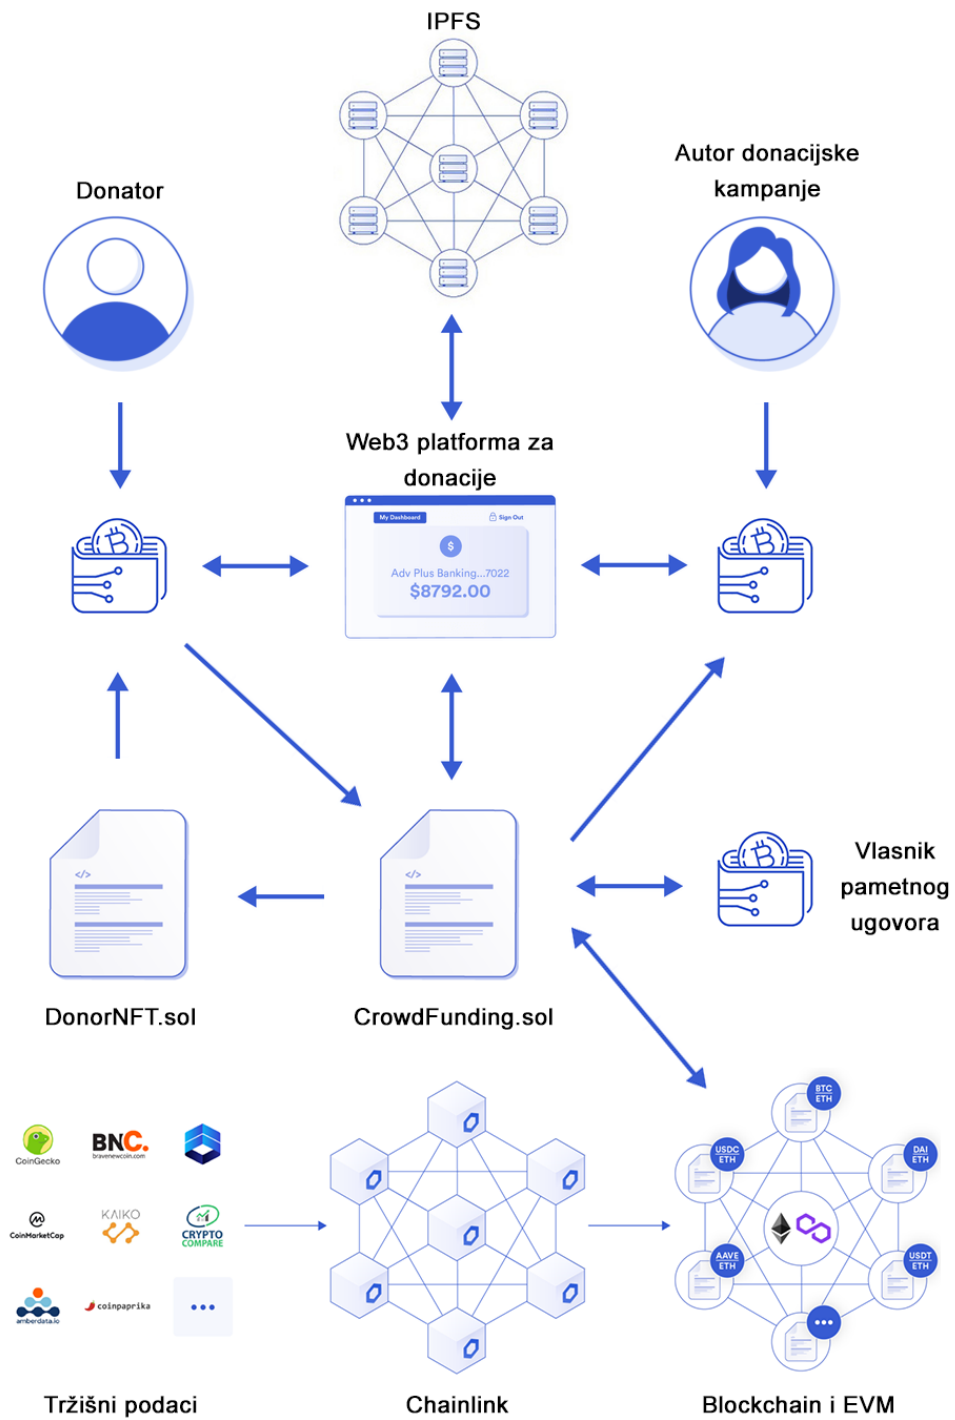 IPFS
Autor donacijske
kampanje
Donator
Web3 platforma za
donacije
My Dashboard
Sign Out
$
Adv Plus Banking...7022
$8792.00
</>
</>
Vlasnik
pametnog
ugovora
DonorNFT.sol
CrowdFunding.sol
CoinGecko
BNC.
bravenewcoin.com
CoinMarketCap
KAIKO
CRYPTO
COMPARE
amberdata.io
coinpaprika
BTC
ETH
USDC
ETH
DAI
ETH
AAVE
ETH
USDT
ETH
Tržišni podaci
Chainlink
Blockchain i EVM